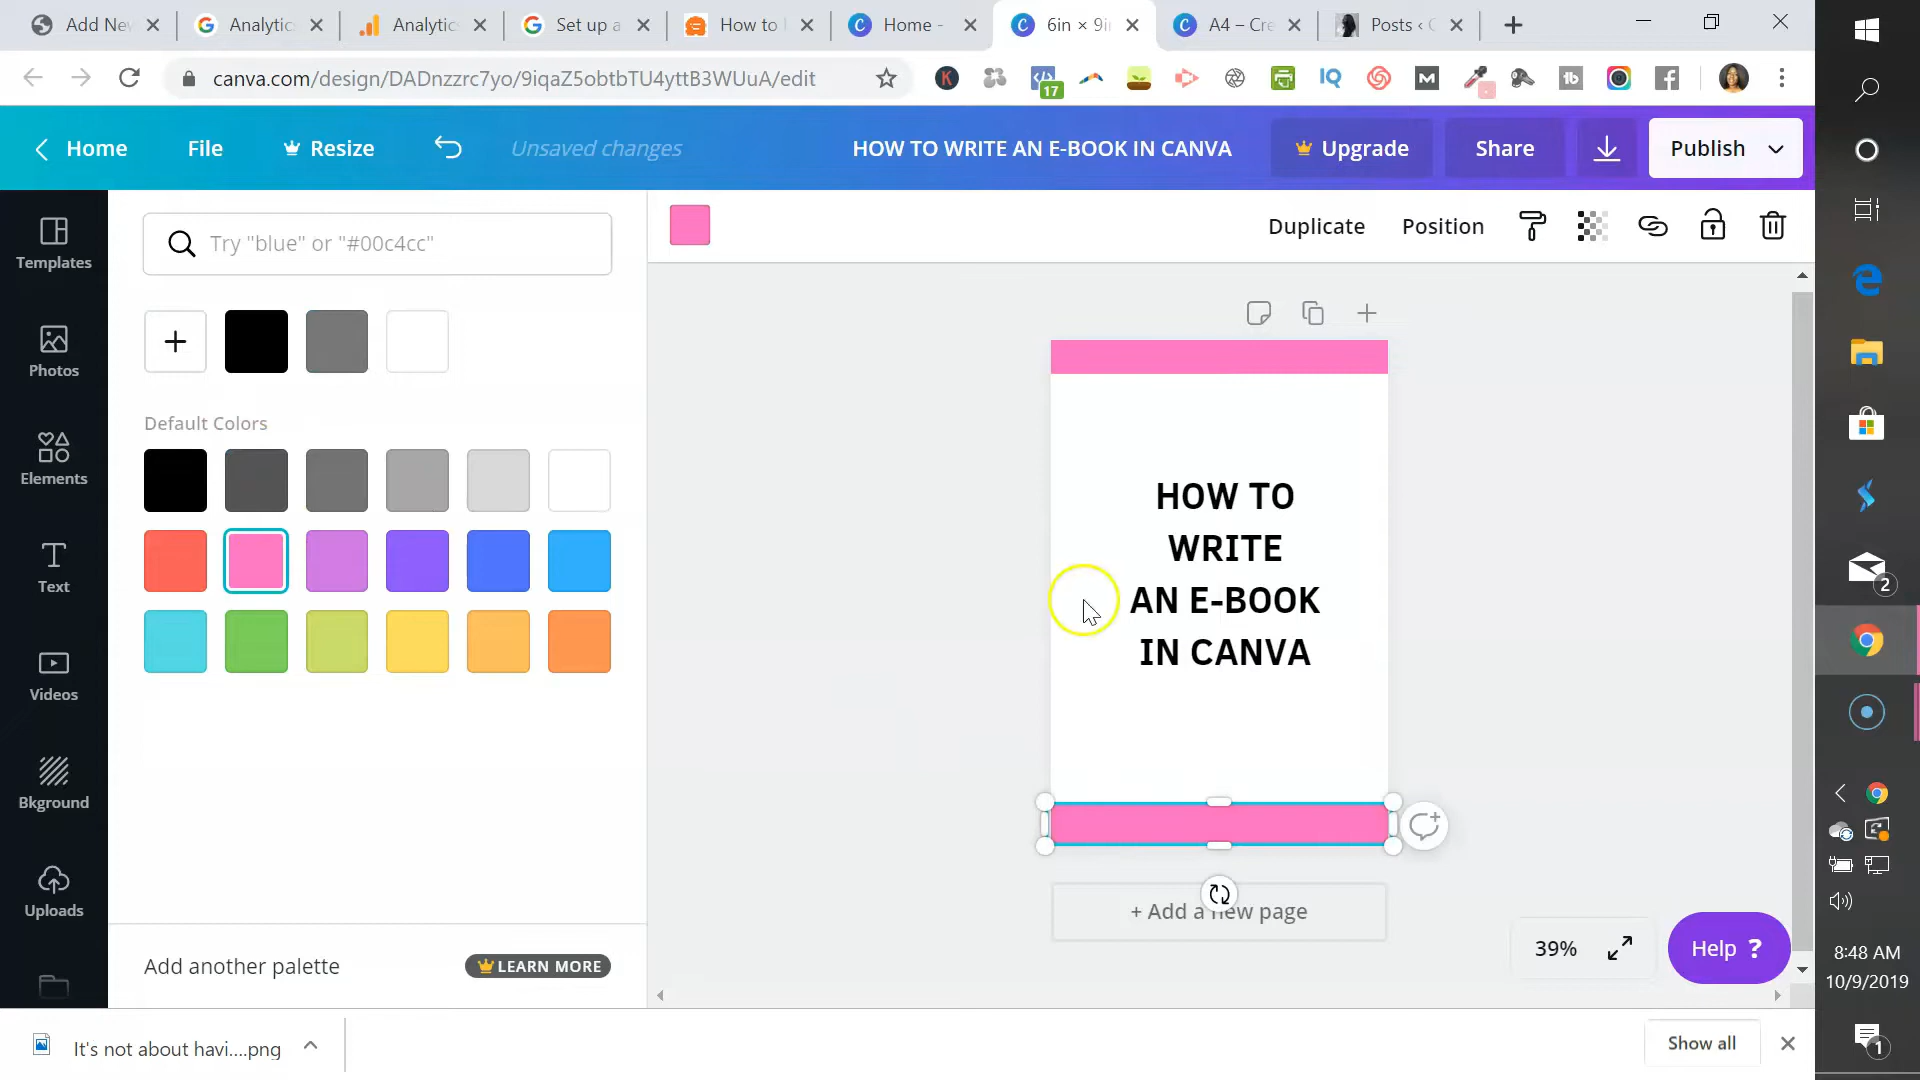 Add Ne
Analytic
Analytic
Set up a
How to
Home -
6in × 9i
A4 – Cre
Posts ‹
canva.com/design/DADnzzrc7yo/9iqaZ5obtbTU4yttB3WUuA/edit
K
17
IQ
M
tb
Home
File
Resize
Unsaved changes
HOW TO WRITE AN E-BOOK IN CANVA
Upgrade
Share
Publish
Templates
Photos
Elements
Text
Videos
Bkground
Uploads
Try "blue" or "#00c4cc"
Default Colors
Add another palette
LEARN MORE
Duplicate
Position
HOW TO
WRITE
AN E-BOOK
IN CANVA
+ Add a new page
39%
Help ?
2
8:48 AM
10/9/2019
1
It's not about havi....png
Show all